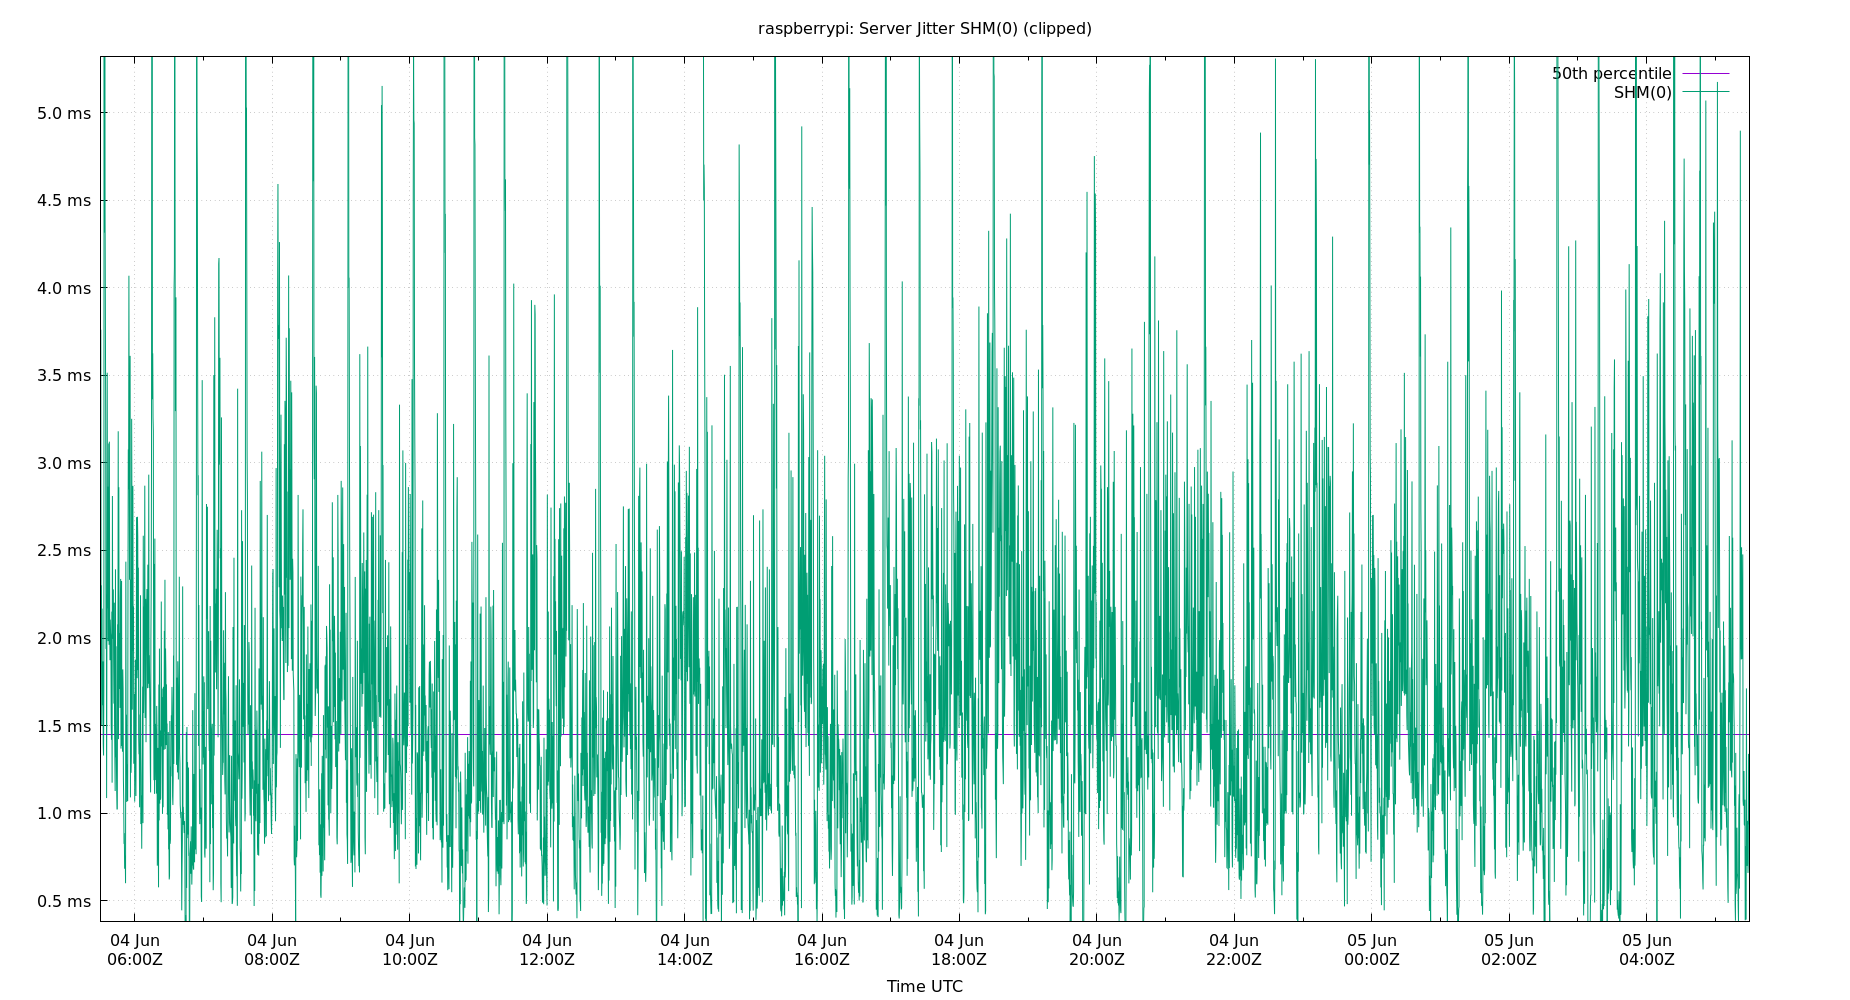 raspberrypi: Server Jitter SHM(0) (clipped)
50th percentile
SHM(0)
5.0 ms
4.5 ms
4.0 ms
3.5 ms
3.0 ms
2.5 ms
2.0 ms
1.5 ms
1.0 ms
0.5 ms
04 Jun 04 Jun 04 Jun 04 Jun 04 Jun 04 Jun 04 Jun 04 Jun 04 Jun 05 Jun 05 Jun 05 Jun
06:00Z 08:00Z 10:00Z 12:00Z 14:00Z 16:00Z 18:00Z 20:00Z 22:00Z 00:00Z 02:00Z 04:00Z
Time UTC